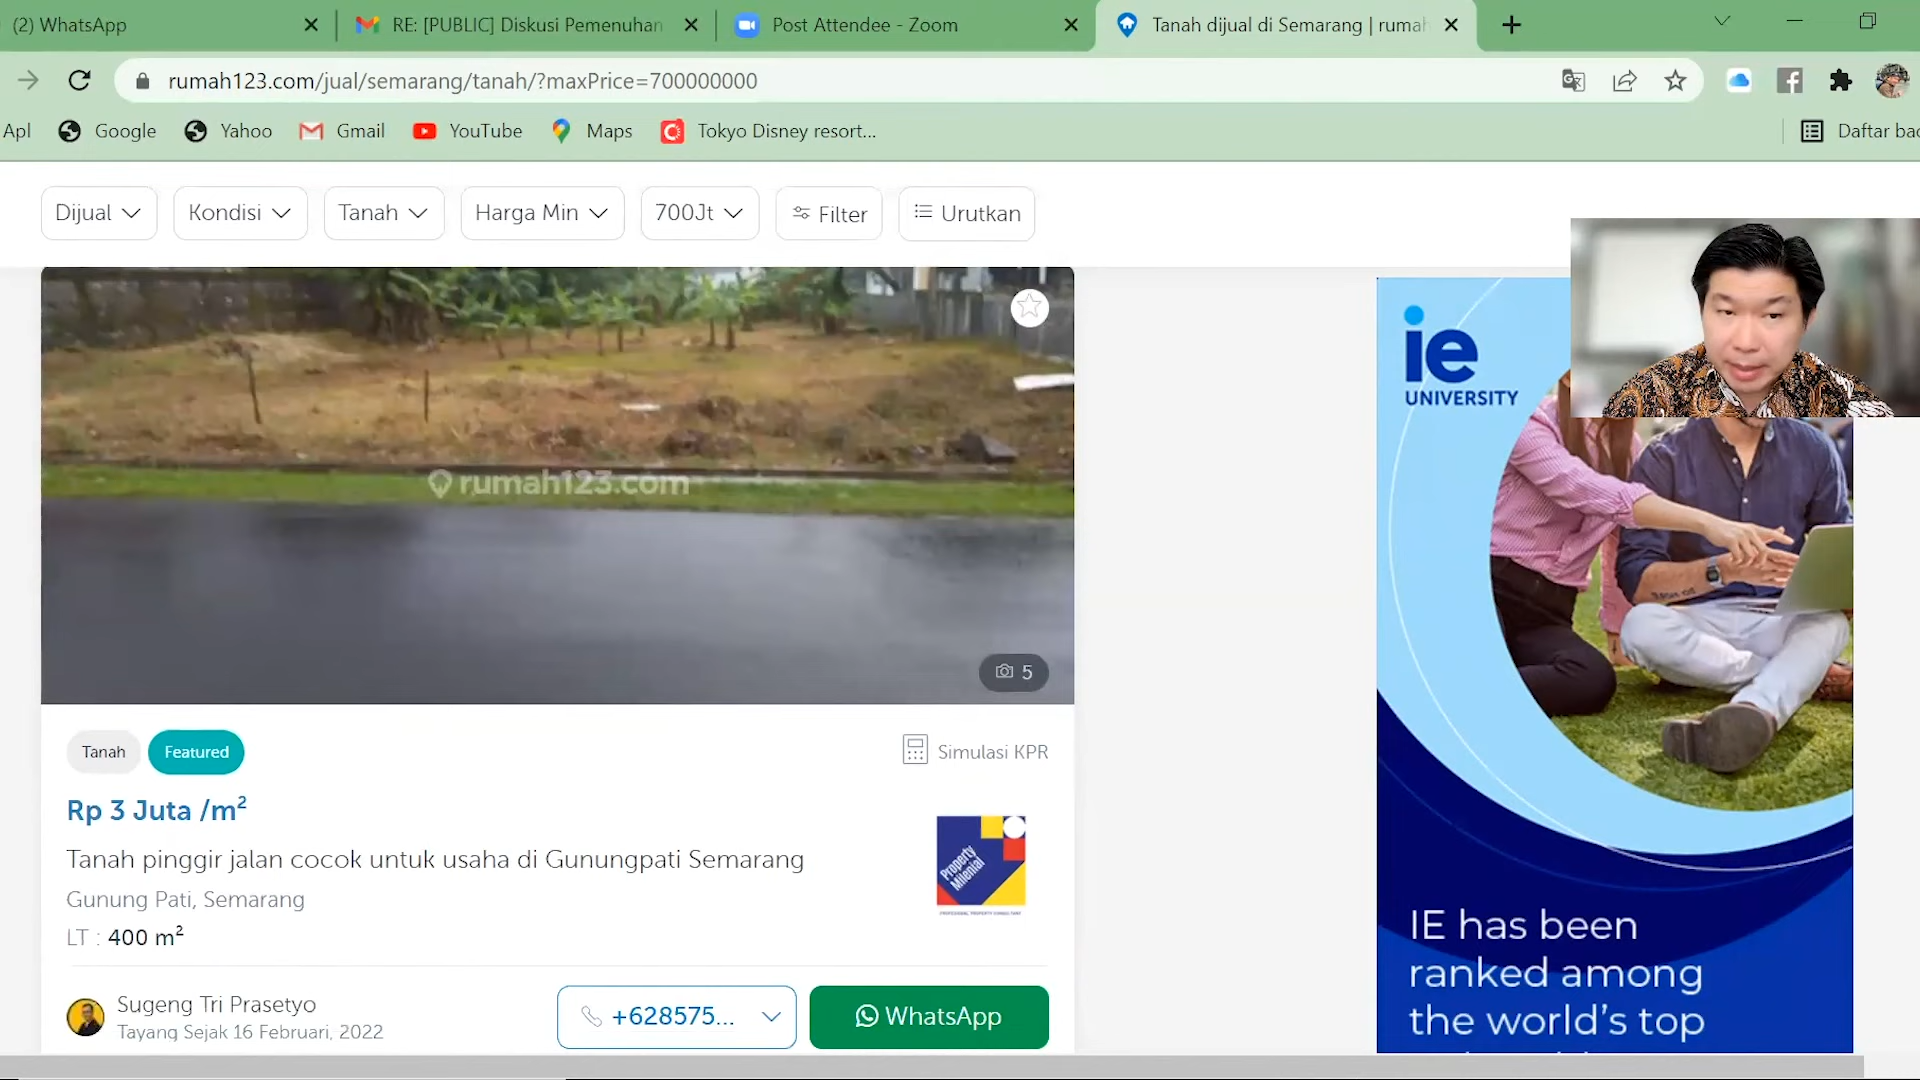 (2) WhatsApp
RE: [PUBLIC] Diskusi Pemenuhan
Post Attendee - Zoom
Tanah dijual di Semarang | rumah
rumah123.com/jual/semarang/tanah/?maxPrice=700000000
Apl
Google
Yahoo
Gmail
YouTube
Maps
Tokyo Disney resort...
Daftar bac
Dijual
Kondisi
Tanah
Harga Min
700Jt
Filter
Urutkan
rumah123.com
5
ie
UNIVERSITY
Tanah
Featured
Simulasi KPR
Rp 3 Juta /m²
Tanah pinggir jalan cocok untuk usaha di Gunungpati Semarang
Gunung Pati, Semarang
LT : 400 m²
Property
Milenial
PROFESSIONAL PROPERTY CONSULTANT
Sugeng Tri Prasetyo
Tayang Sejak 16 Februari, 2022
+628575...
WhatsApp
IE has been
ranked among
the world's top